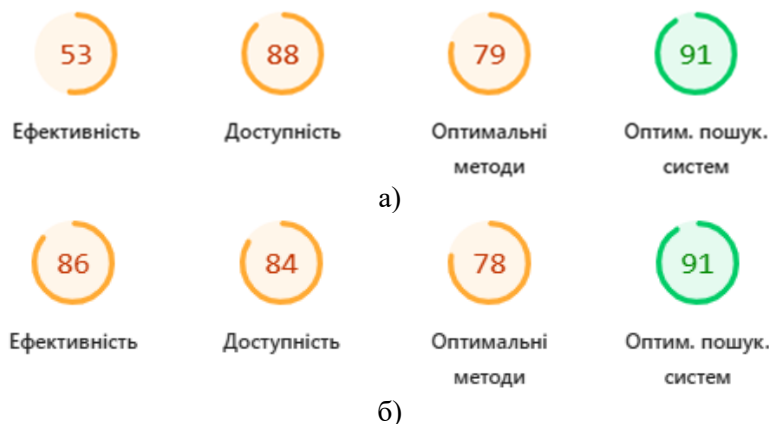 53 88 79 91
Ефективність Доступність Оптимальні методи Оптим. пошук. систем
а)
86 84 78 91
Ефективність Доступність Оптимальні методи Оптим. пошук. систем
б)